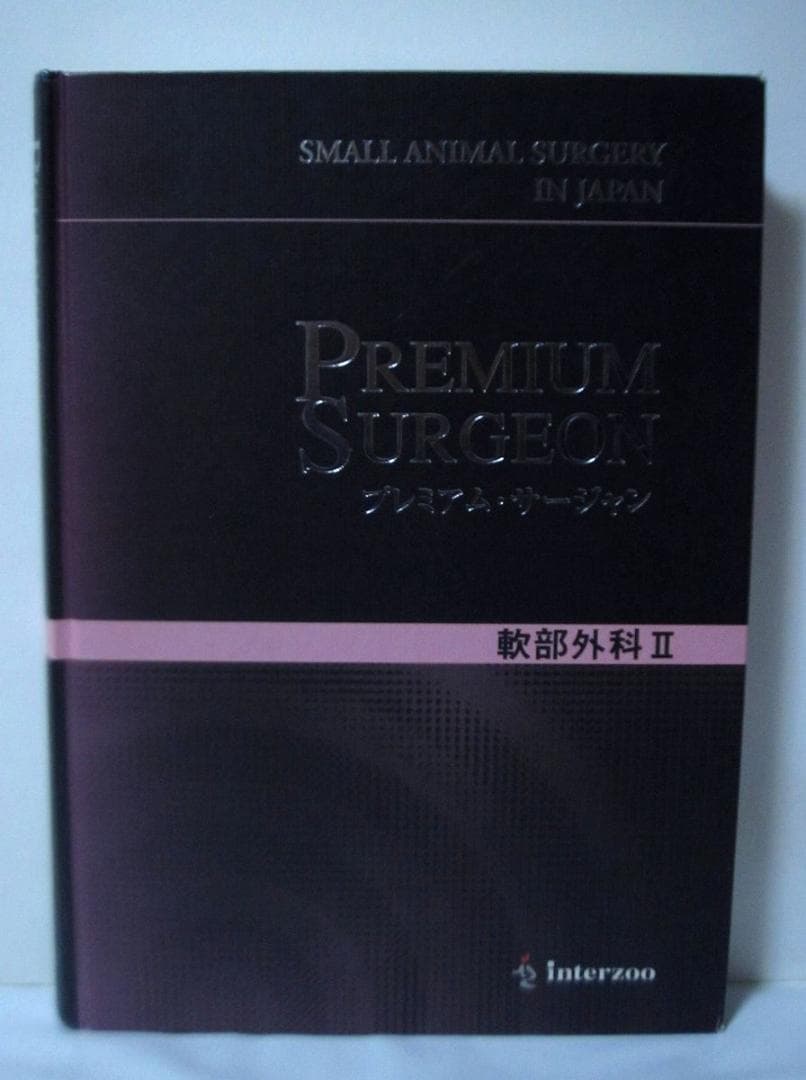 SMALL ANIMAL SURGERY
IN JAPAN
PREMIUM
SURGEON
プレミアム・サージャン
軟部外科Ⅱ
interzoo